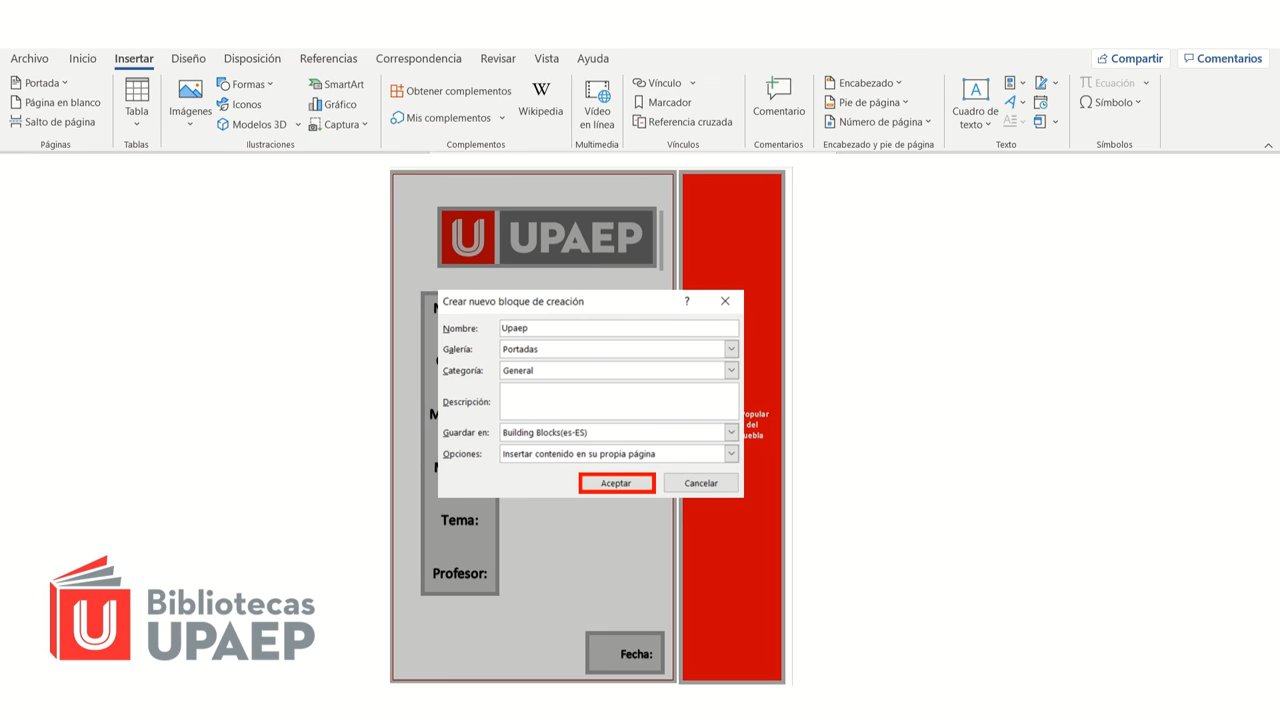 Archivo Inicio Insertar Diseño Disposición Referencias Correspondencia Revisar Vista Ayuda Compartir Comentarios
Portada
Página en blanco
Salto de página
Páginas
Tabla
Tablas
Imágenes
Formas
Iconos
Modelos 3D
SmartArt
Gráfico
Captura
Ilustraciones
Obtener complementos
Mis complementos
W
Wikipedia
Complementos
Vídeo
en línea
Multimedia
Vínculo
Marcador
Referencia cruzada
Vínculos
Comentario
Comentarios
Encabezado
Pie de página
Número de página
Encabezado y pie de página
A
Cuadro de
texto
Texto
Ecuación
Símbolo
Símbolos
U UPAEP
Crear nuevo bloque de creación ?
Nombre: Upaep
Galería: Portadas
Categoría: General
Descripción:
Guardar en: Building Blocks(es-ES)
Opciones: Insertar contenido en su propia página
Aceptar Cancelar
del
Tema:
Profesor:
Fecha:
U
Bibliotecas
UPAEP